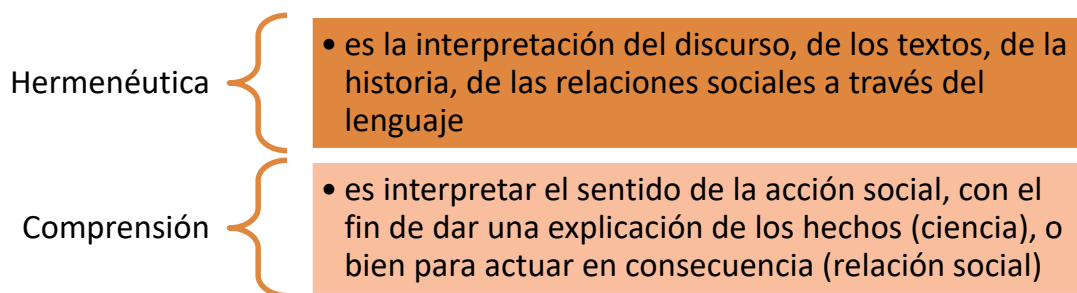 Hermenéutica
• es la interpretación del discurso, de los textos, de la
historia, de las relaciones sociales a través del
lenguaje
Comprensión
• es interpretar el sentido de la acción social, con el
fin de dar una explicación de los hechos (ciencia), o
bien para actuar en consecuencia (relación social)